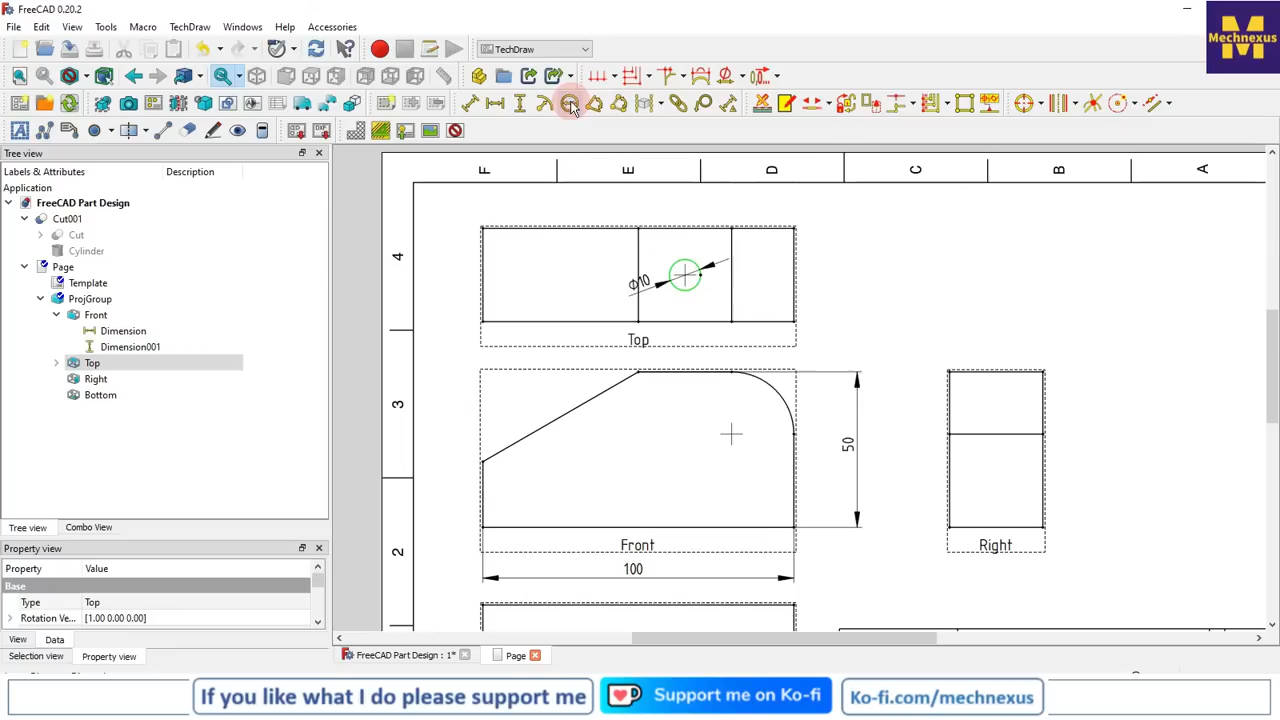 FreeCAD 0.20.2
File Edit View Tools Macro TechDraw Windows Help Accessories
TechDraw
Mechnexus
Tree view
Labels & Attributes Description
Application
FreeCAD Part Design
Cut001
Cut
Cylinder
Page
Template
ProjGroup
Front
Dimension
Dimension001
Top
Right
Bottom
Tree view Combo View
Property view
Property Value
Base
Type Top
Rotation Ve... [1.00 0.00 0.00]
View Data
Selection view Property view
F E D C B A
4
3
2
Φ10
Top
50
Front
100
Right
FreeCAD Part Design : 1*
Page
If you like what I do please support me
Support me on Ko-fi
Ko-fi.com/mechnexus